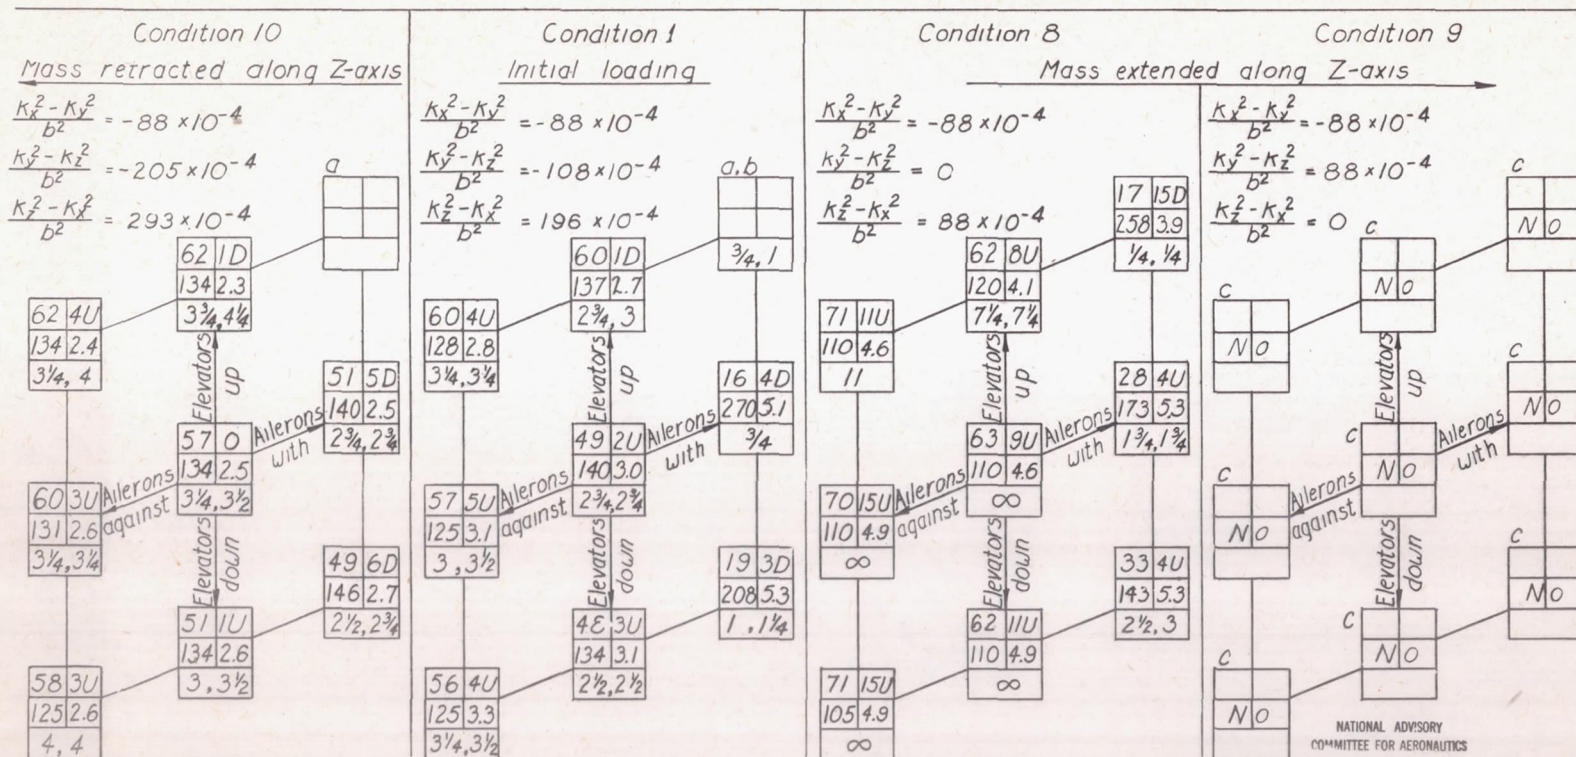 Condition 10
Mass retracted along Z-axis
Kx² - Ky² / b² = -88 × 10⁻⁴
Ky² - Kz² / b² = -205 × 10⁻⁴
Kz² - Kx² / b² = 293 × 10⁻⁴
a
62 1D
134 2.3
3¾, 4¼
62 4U
134 2.4
3¼, 4
Elevators up
51 5D
140 2.5
2¾, 2¾
Ailerons with
57 0
134 2.5
3¼, 3½
Ailerons against
60 3U
131 2.6
3¼, 3¼
Elevators down
49 6D
146 2.7
2½, 2¾
51 1U
134 2.6
3, 3½
58 3U
125 2.6
4, 4
Condition 1
Initial loading
Kx² - Ky² / b² = -88 × 10⁻⁴
Ky² - Kz² / b² = -108 × 10⁻⁴
Kz² - Kx² / b² = 196 × 10⁻⁴
a,b
¾, 1
60 1D
137 2.7
2¾, 3
60 4U
128 2.8
3¼, 3¼
Elevators up
16 4D
270 5.1
¾
Ailerons with
49 2U
140 3.0
2¾, 2¾
Ailerons against
57 5U
125 3.1
3, 3½
Elevators down
19 3D
208 5.3
1, 1¼
3U
134 3.1
2½, 2½
56 4U
125 3.3
3¼, 3½
Condition 8
Condition 9
Mass extended along Z-axis
Kx² - Ky² / b² = -88 × 10⁻⁴
Ky² - Kz² / b² = 0
Kz² - Kx² / b² = 88 × 10⁻⁴
17 15D
258 3.9
¼, ¼
62 8U
120 4.1
7¼, 7¼
71 11U
110 4.6
11
Elevators up
28 4U
173 5.3
1¾, 1¾
Ailerons with
63 9U
110 4.6
∞
Ailerons against
70 15U
110 4.9
∞
Elevators down
33 4U
143 5.3
2½, 3
62 11U
110 4.9
∞
71 15U
105 4.9
∞
Kx² - Ky² / b² = -88 × 10⁻⁴
Ky² - Kz² / b² = 88 × 10⁻⁴
Kz² - Kx² / b² = 0
c
N 0
c
N 0
c
N 0
Elevators up
c
N 0
Ailerons with
c
N 0
Ailerons against
c
N 0
Elevators down
c
N 0
c
N 0
c
N 0
NATIONAL ADVISORY
COMMITTEE FOR AERONAUTICS